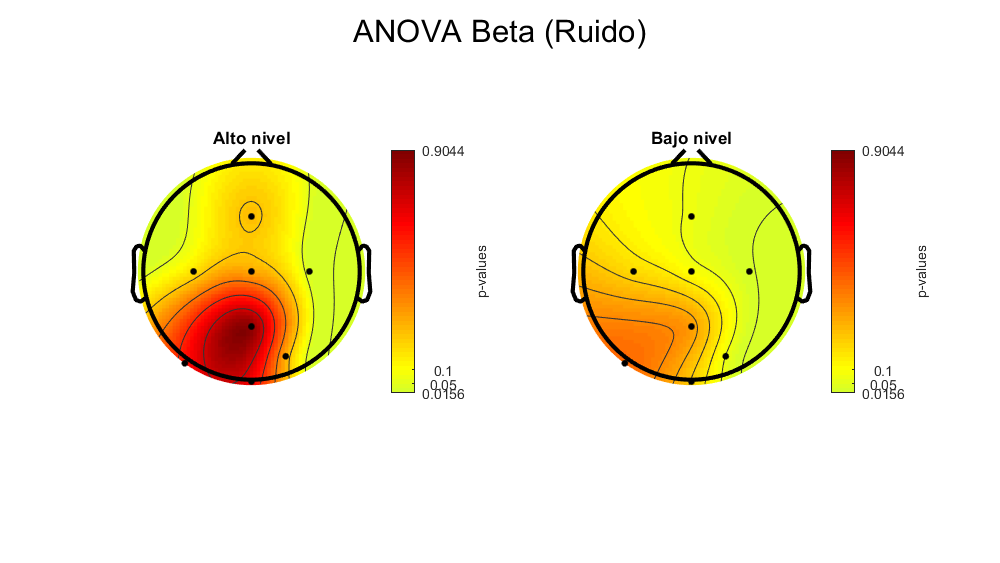 ANOVA Beta (Ruido)
Alto nivel
0.9044
p-values
0.1
0.05
0.0156
Bajo nivel
0.9044
p-values
0.1
0.05
0.0156